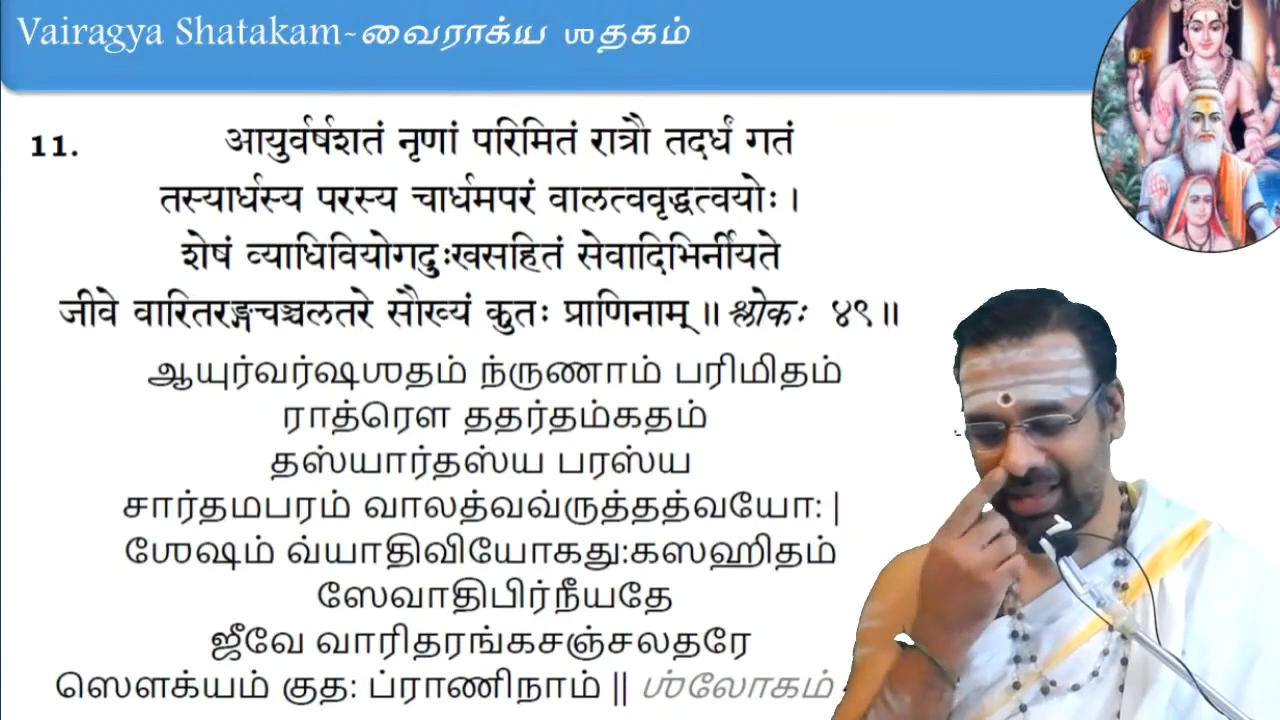 Vairagya Shatakam-வைராக்ய ஶதகம்
11. आयुर्वर्षशतं नृणां परिमितं रात्रौ तदर्धं गतं
तस्यार्धस्य परस्य चार्धमपरं वालत्ववृद्धत्वयोः ।
शेषं व्याधिवियोगदुःखसहितं सेवादिभिर्नीयते
जीवे वारितरङ्गचञ्चलतरे सौख्यं कुतः प्राणिनाम् ॥ श्लोकः ४९ ॥
ஆயுர்வர்ஷஶதம் ந்ருணாம் பரிமிதம்
ராத்ரௌ ததர்தம்கதம்
தஸ்யார்தஸ்ய பரஸ்ய
சார்தமபரம் வாலத்வவ்ருத்தத்வயோ: |
ஶேஷம் வ்யாதிவியோகது:கஸஹிதம்
ஸேவாதிபிர்நீயதே
ஜீவே வாரிதரங்கசஞ்சலதரே
ஸௌக்யம் குத: ப்ராணிநாம் || ஶ்லோகம்